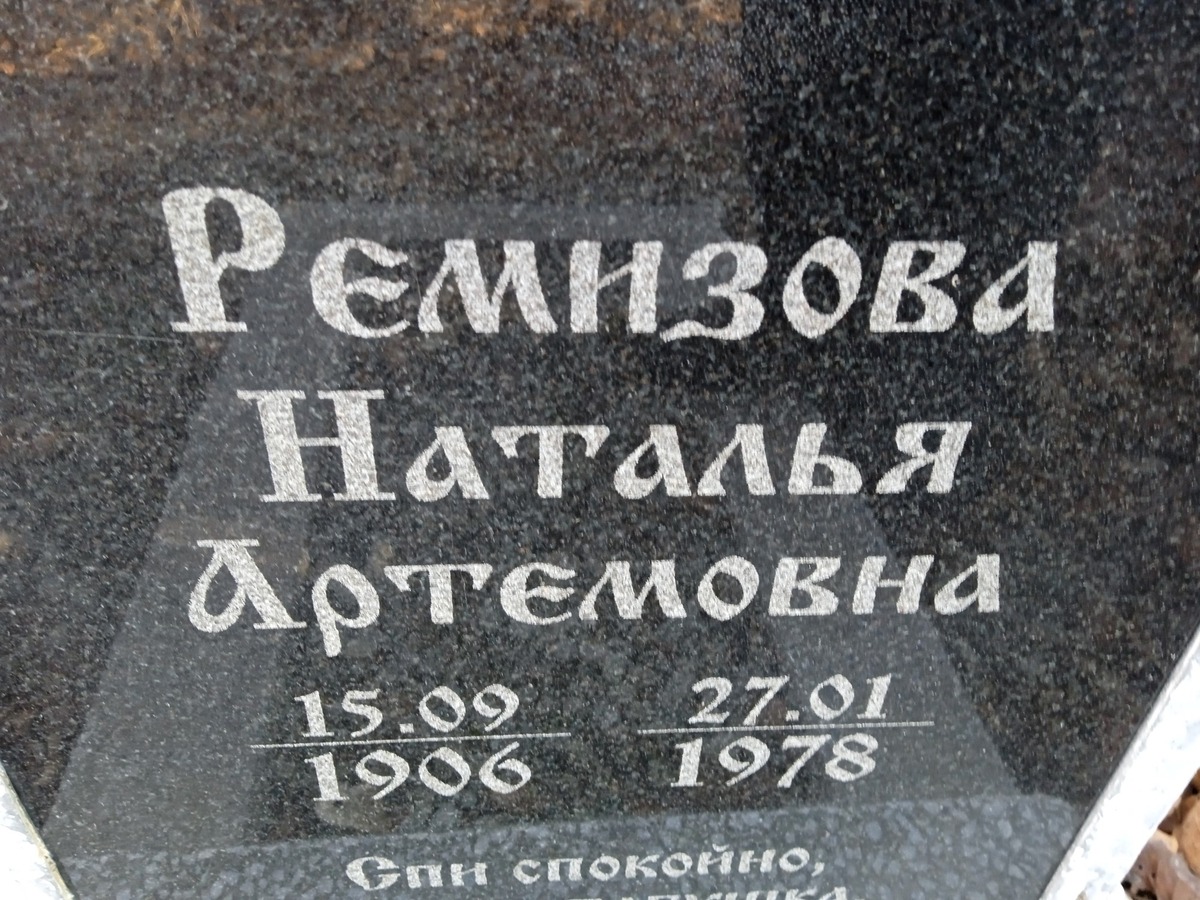 Ремизова
Наталья
Артемовна
15.09 27.01
1906 1978
Спи спокойно,